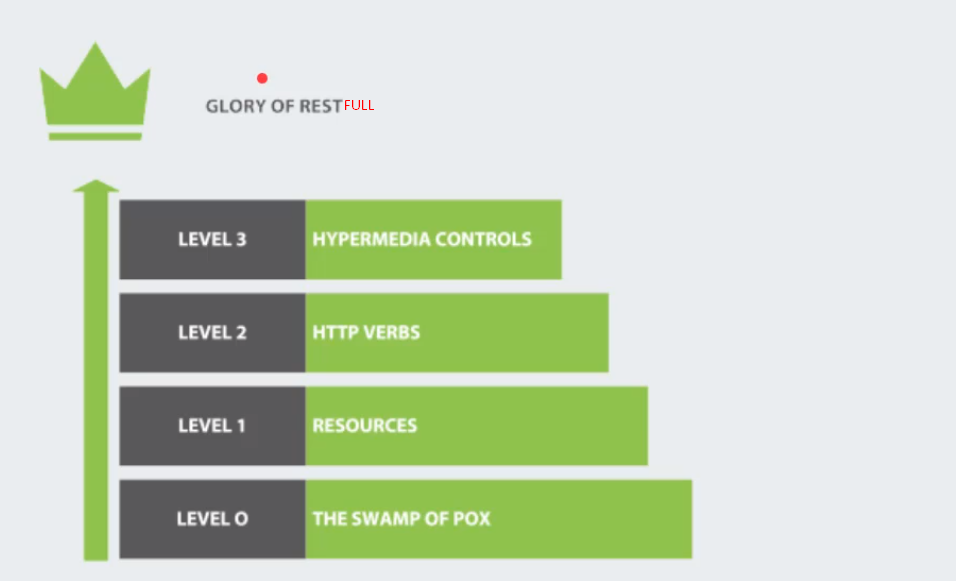 GLORY OF RESTFULL
LEVEL 3 HYPERMEDIA CONTROLS
LEVEL 2 HTTP VERBS
LEVEL 1 RESOURCES
LEVEL O THE SWAMP OF POX